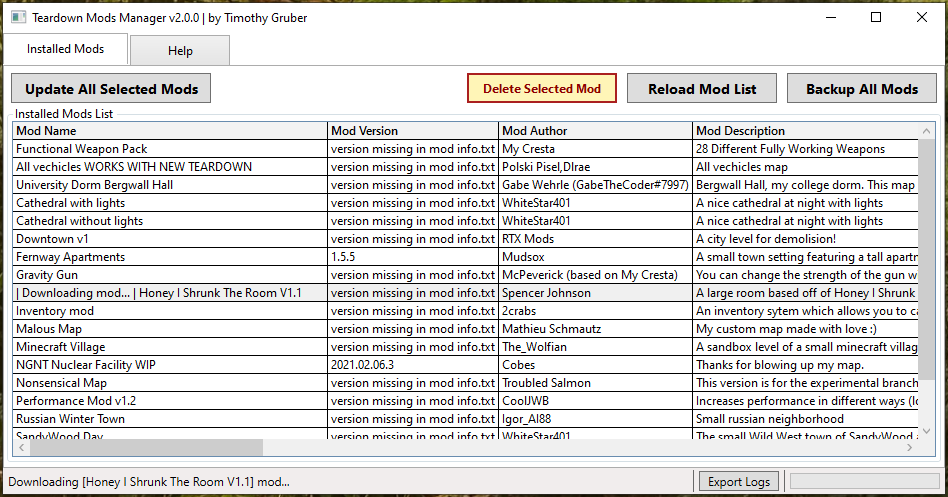 Teardown Mods Manager v2.0.0 | by Timothy Gruber
Installed Mods Help
Update All Selected Mods Delete Selected Mod Reload Mod List Backup All Mods
Installed Mods List
Mod Name Mod Version Mod Author Mod Description
Functional Weapon Pack version missing in mod info.txt My Cresta 28 Different Fully Working Weapons
All vechicles WORKS WITH NEW TEARDOWN version missing in mod info.txt Polski Pisel,Dlrae All vechicles map
University Dorm Bergwall Hall version missing in mod info.txt Gabe Wehrle (GabeTheCoder#7997) Bergwall Hall, my college dorm. This map
Cathedral with lights version missing in mod info.txt WhiteStar401 A nice cathedral at night with lights
Cathedral without lights version missing in mod info.txt WhiteStar401 A nice cathedral at night with lights
Downtown v1 version missing in mod info.txt RTX Mods A city level for demolision!
Fernway Apartments 1.5.5 Mudsox A small town setting featuring a tall apartn
Gravity Gun version missing in mod info.txt McPeverick (based on My Cresta) You can change the strength of the gun w
| Downloading mod... | Honey I Shrunk The Room V1.1 version missing in mod info.txt Spencer Johnson A large room based off of Honey I Shrunk
Inventory mod version missing in mod info.txt 2crabs An inventory sytem which allows you to ca
Malous Map version missing in mod info.txt Mathieu Schmautz My custom map made with love :)
Minecraft Village version missing in mod info.txt The_Wolfian A sandbox level of a small minecraft villag
NGNT Nuclear Facility WIP 2021.02.06.3 Cobes Thanks for blowing up my map.
Nonsensical Map version missing in mod info.txt Troubled Salmon This version is for the experimental branch
Performance Mod v1.2 version missing in mod info.txt CoolJWB Increases performance in different ways (lo
Russian Winter Town version missing in mod info.txt Igor_Al88 Small russian neighborhood
SandyWood Day version missing in mod info.txt WhiteStar401 The small Wild West town of SandyWood a
Downloading [Honey I Shrunk The Room V1.1] mod... Export Logs